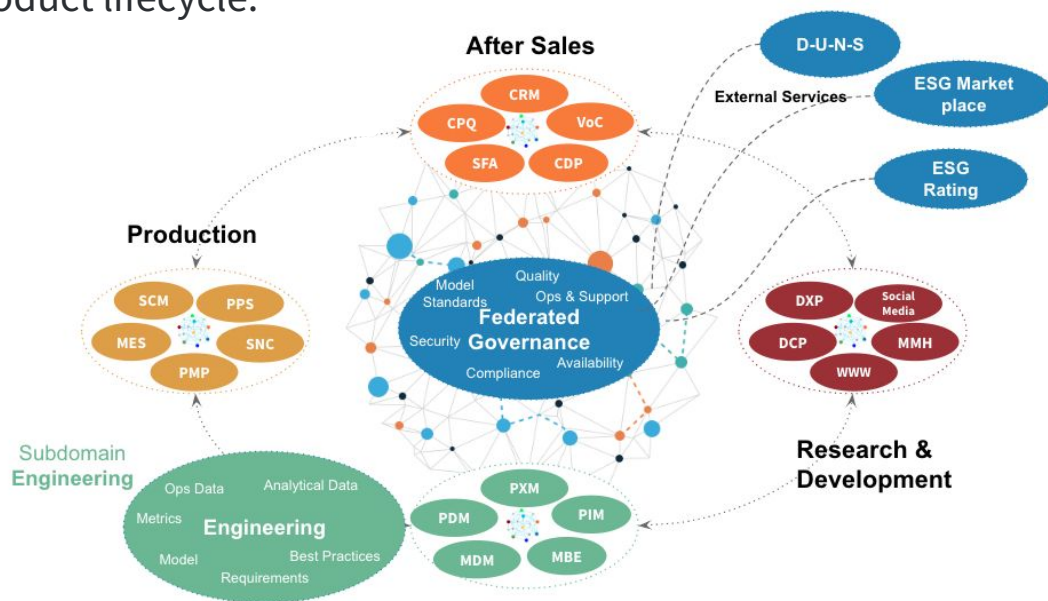 oduct lifecycle.
After Sales
CRM
CPQ
VoC
SFA
CDP
D-U-N-S
External Services
ESG Market
place
ESG
Rating
Production
SCM
PPS
MES
SNC
PMP
Quality
Model
Standards
Ops & Support
Federated
Governance
Security
Availability
Compliance
DXP
Social
Media
DCP
MMH
WWW
Research &
Development
Subdomain
Engineering
Ops Data
Analytical Data
Metrics
Engineering
Model
Best Practices
Requirements
PXM
PDM
PIM
MDM
MBE